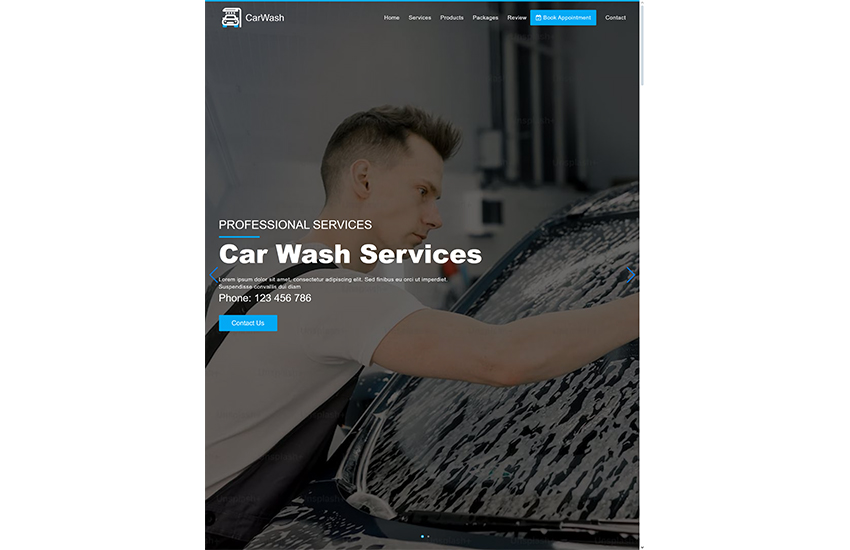 CarWash
Home Services Products Packages Review Book Appointment Contact
PROFESSIONAL SERVICES
Car Wash Services
Lorem ipsum dolor sit amet, consectetur adipiscing elit. Sed finibus eu orci ut imperdiet.
Suspendisse convallis dui diam
Phone: 123 456 786
Contact Us